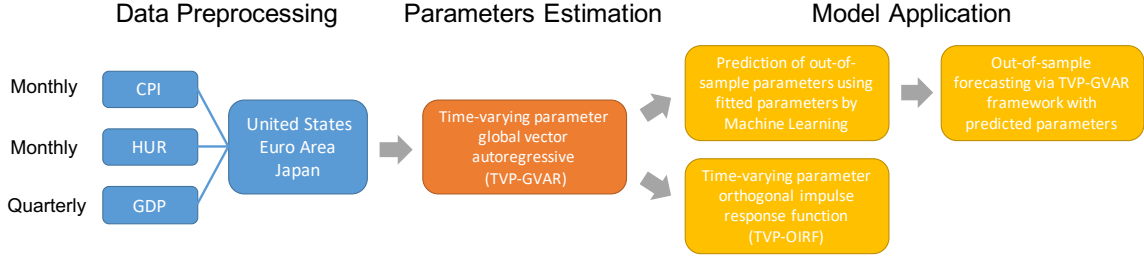 Data Preprocessing
Parameters Estimation
Model Application
Monthly
CPI
Monthly
HUR
Quarterly
GDP
United States
Euro Area
Japan
Time-varying parameter
global vector
autoregressive
(TVP-GVAR)
Prediction of out-of-
sample parameters using
fitted parameters by
Machine Learning
Out-of-sample
forecasting via TVP-GVAR
framework with
predicted parameters
Time-varying parameter
orthogonal impulse
response function
(TVP-OIRF)